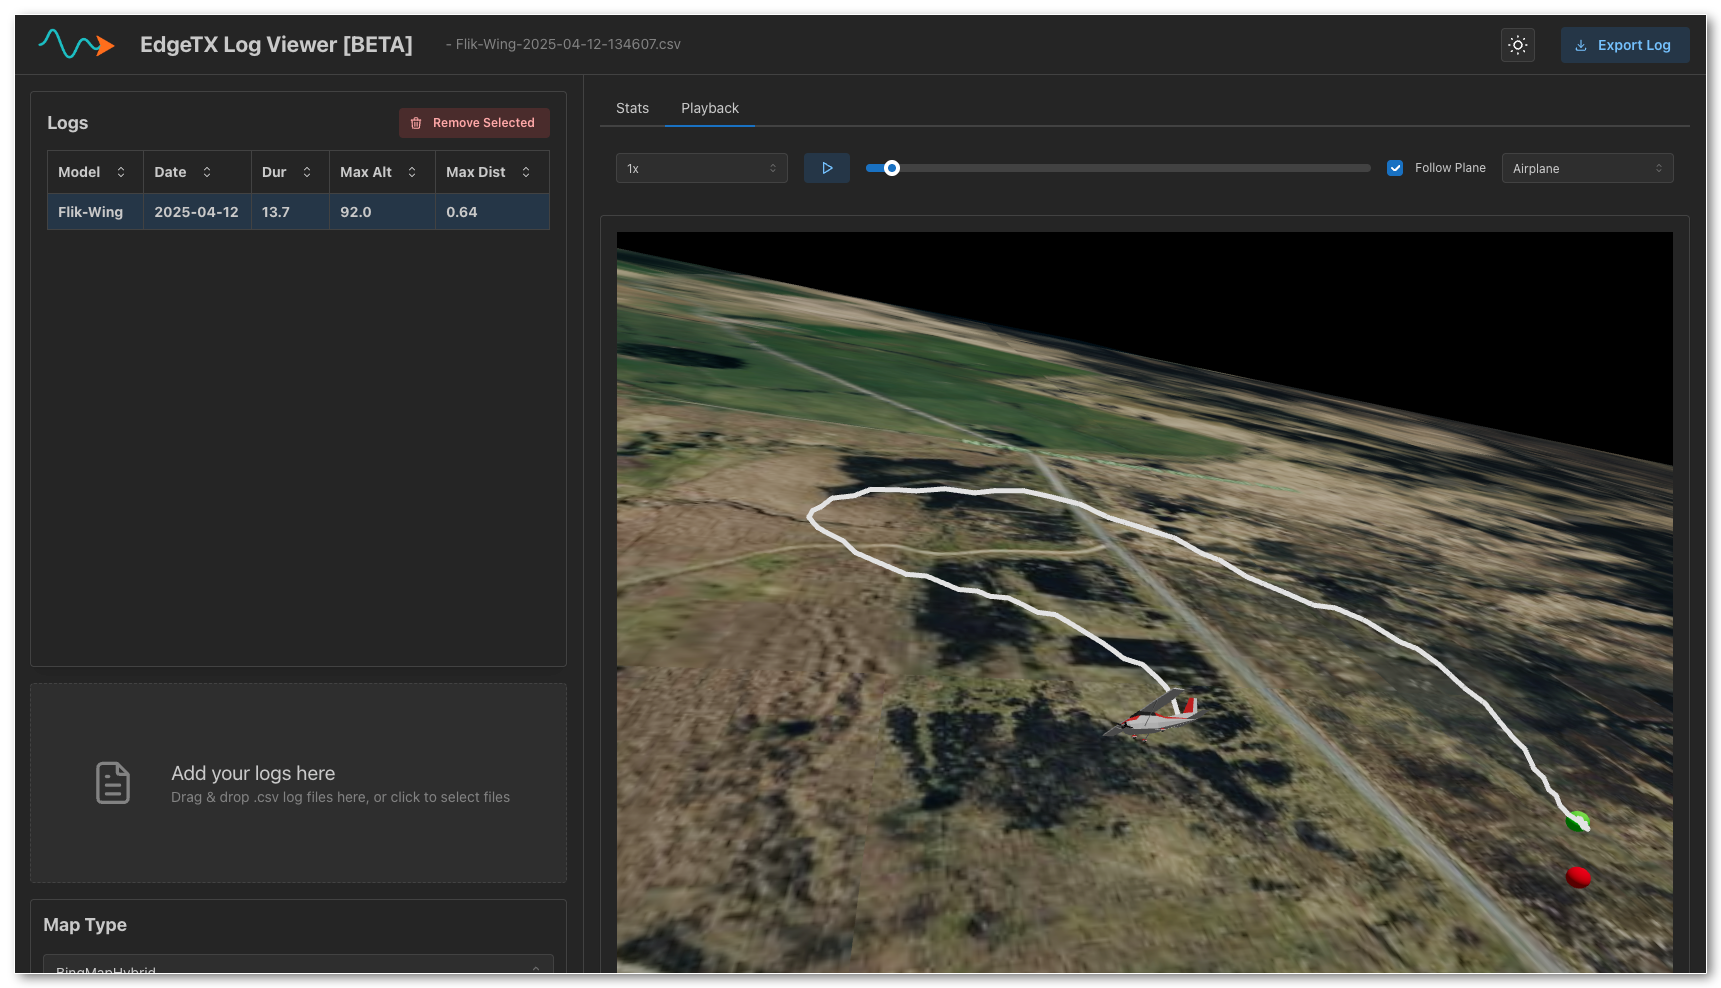 EdgeTX Log Viewer [BETA]
- Flik-Wing-2025-04-12-134607.csv
Export Log
Logs
Remove Selected
Model Date Dur Max Alt Max Dist
Flik-Wing 2025-04-12 13.7 92.0 0.64
Add your logs here
Drag & drop .csv log files here, or click to select files
Map Type
BingMapHybrid
Stats Playback
1x
Follow Plane
Airplane